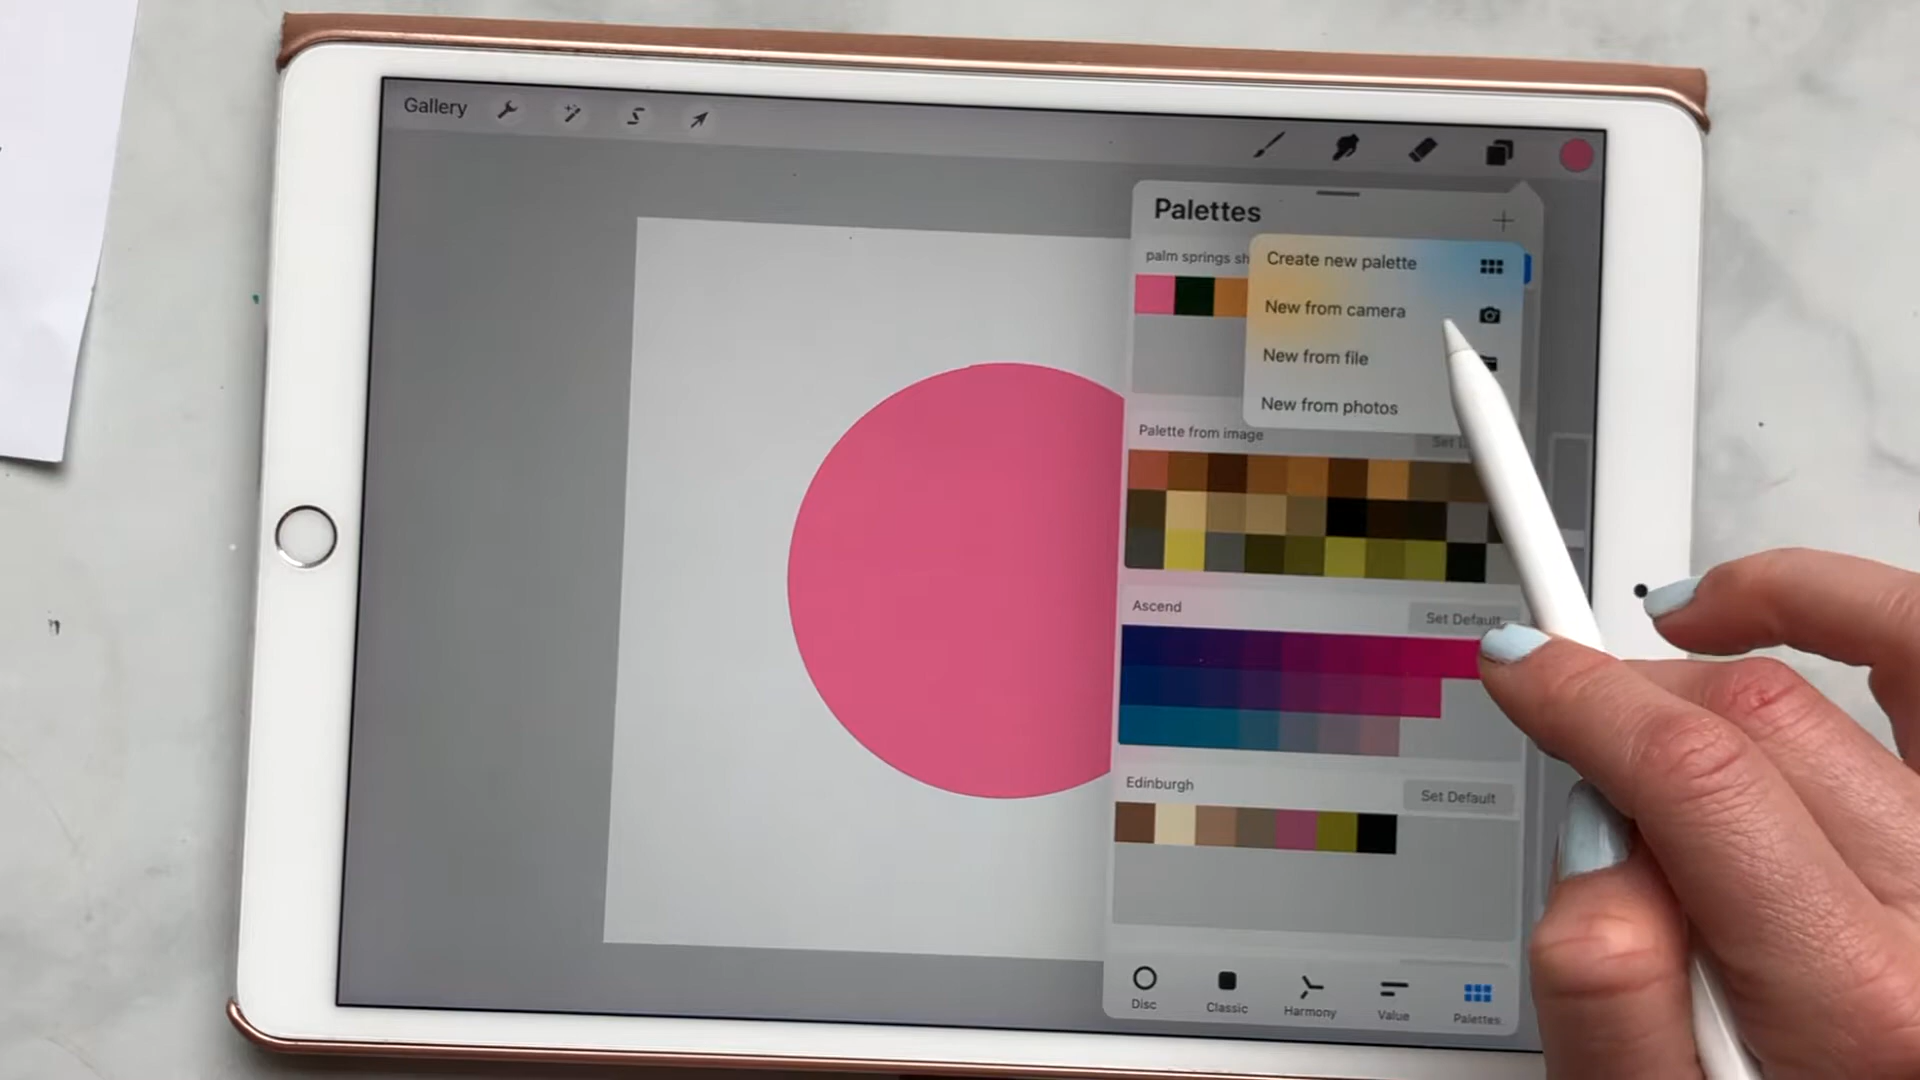 Gallery
Palettes
palm springs sh
Create new palette
New from camera
New from file
New from photos
Palette from image
Set
Ascend
Set Default
Edinburgh
Set Default
Disc
Classic
Harmony
Value
Palettes